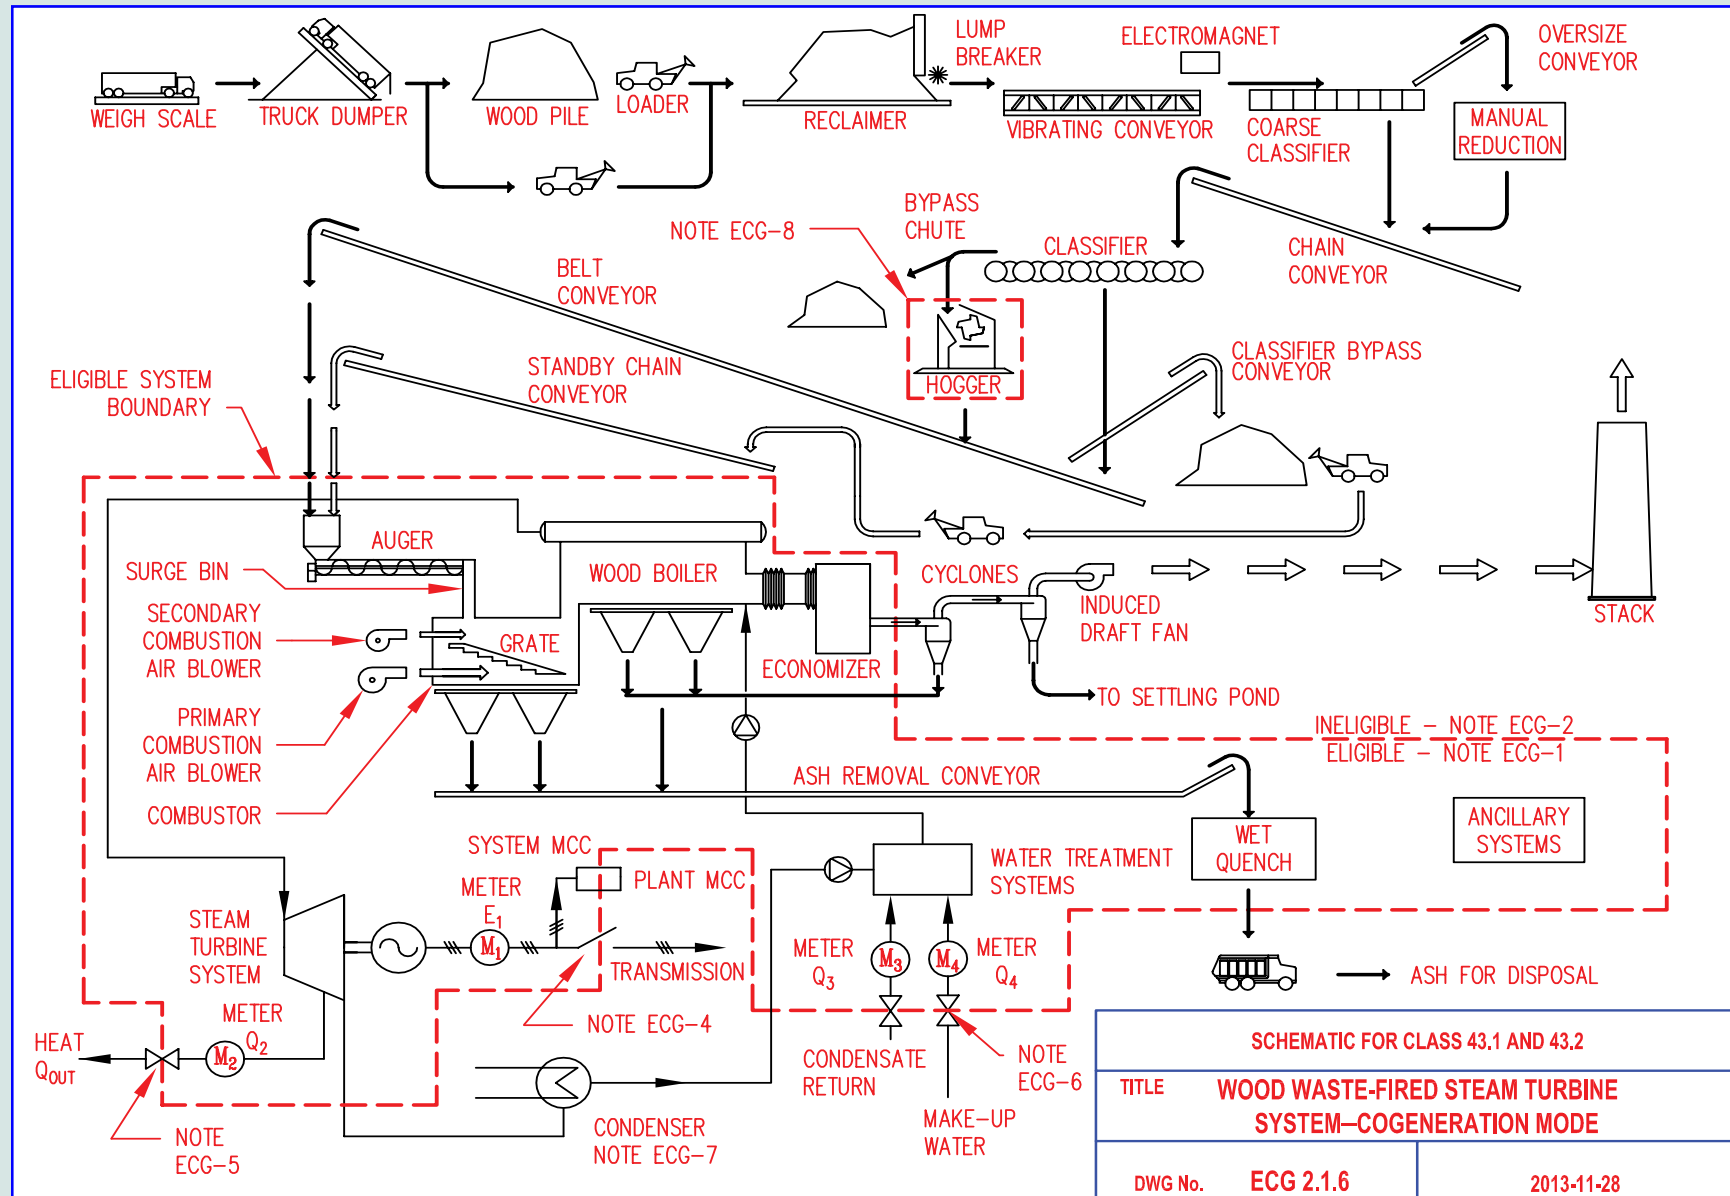 WEIGH SCALE
TRUCK DUMPER
WOOD PILE
LOADER
RECLAIMER
LUMP
BREAKER
VIBRATING CONVEYOR
ELECTROMAGNET
COARSE
CLASSIFIER
OVERSIZE
CONVEYOR
MANUAL
REDUCTION
NOTE ECG-8
BYPASS
CHUTE
CLASSIFIER
CHAIN
CONVEYOR
BELT
CONVEYOR
HOGGER
CLASSIFIER BYPASS
CONVEYOR
STANDBY CHAIN
CONVEYOR
ELIGIBLE SYSTEM
BOUNDARY
AUGER
SURGE BIN
WOOD BOILER
CYCLONES
SECONDARY
COMBUSTION
AIR BLOWER
GRATE
ECONOMIZER
INDUCED
DRAFT FAN
STACK
TO SETTLING POND
PRIMARY
COMBUSTION
AIR BLOWER
INELIGIBLE - NOTE ECG-2
ELIGIBLE - NOTE ECG-1
COMBUSTOR
ASH REMOVAL CONVEYOR
WET
QUENCH
ANCILLARY
SYSTEMS
SYSTEM MCC
PLANT MCC
WATER TREATMENT
SYSTEMS
METER
E1
M1
STEAM
TURBINE
SYSTEM
TRANSMISSION
METER
Q3
M3
M4
METER
Q4
ASH FOR DISPOSAL
NOTE ECG-4
METER
Q2
M2
HEAT
QOUT
CONDENSATE
RETURN
NOTE
ECG-6
NOTE
ECG-5
CONDENSER
NOTE ECG-7
MAKE-UP
WATER
SCHEMATIC FOR CLASS 43.1 AND 43.2
TITLE WOOD WASTE-FIRED STEAM TURBINE
SYSTEM–COGENERATION MODE
DWG No. ECG 2.1.6 2013-11-28